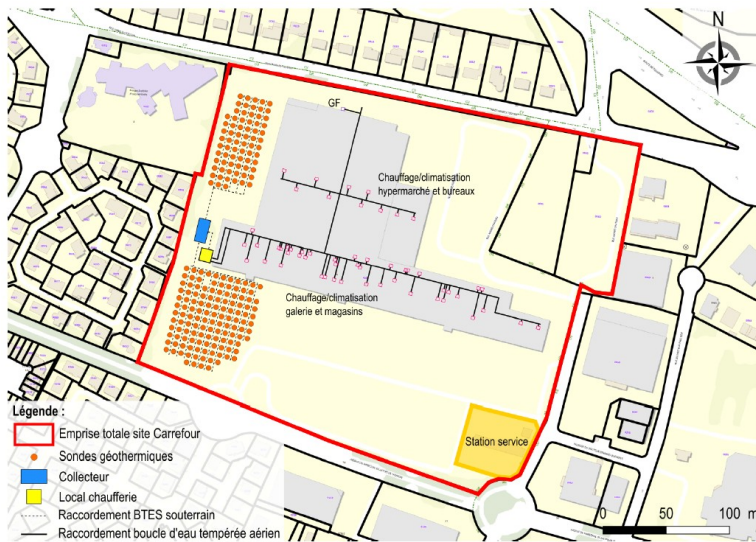 N
GF
Chauffage/climatisation
hypermarché et bureaux
Chauffage/climatisation
galerie et magasins
Légende :
Emprise totale site Carrefour
Sondes géothermiques
Collecteur
Local chaufferie
Raccordement BTES souterrain
Raccordement boucle d'eau tempérée aérien
Station service
0 50 100 m